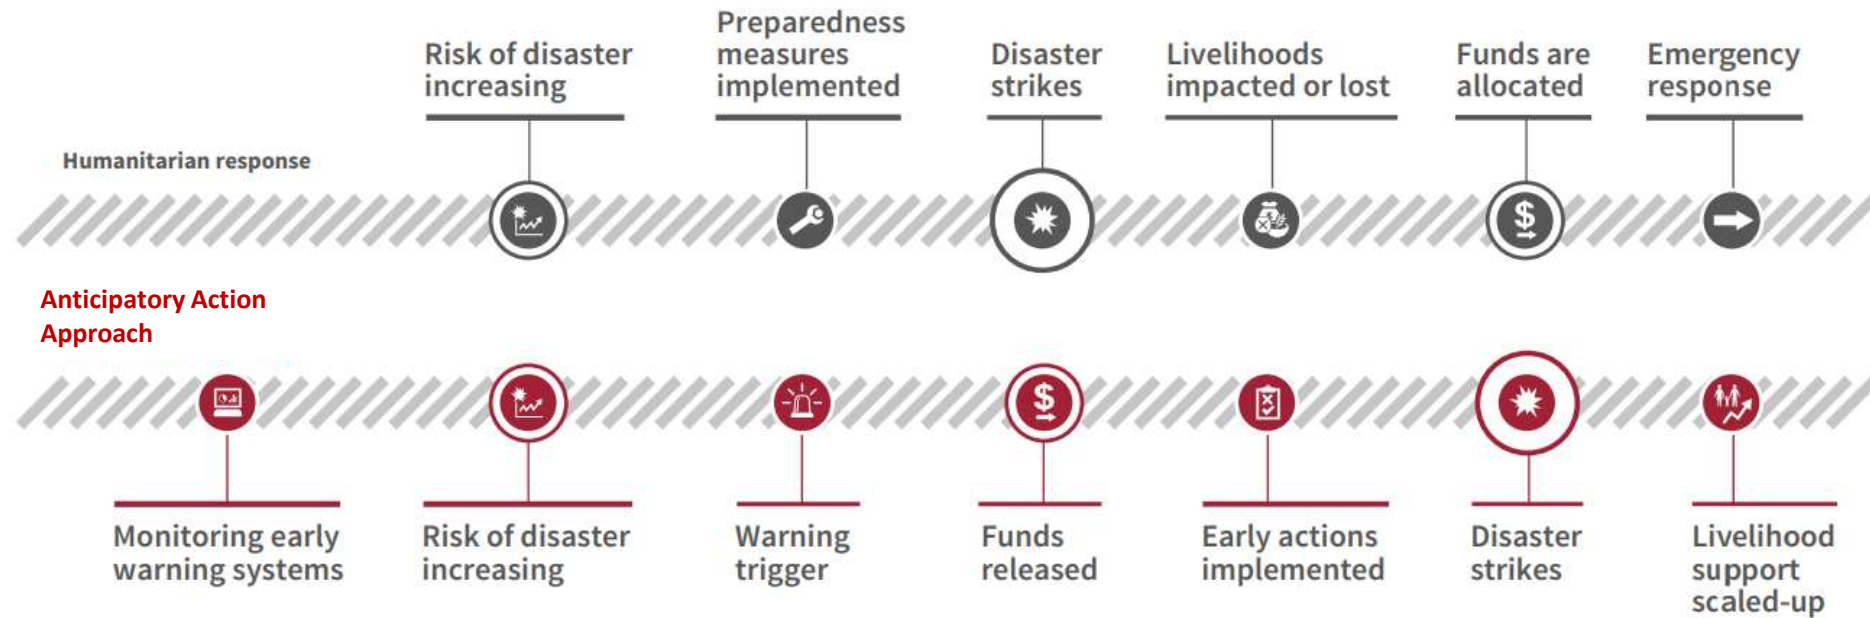 Humanitarian response
Risk of disaster
increasing
Preparedness
measures
implemented
Disaster
strikes
Livelihoods
impacted or lost
Funds are
allocated
Emergency
response
$
Anticipatory Action
Approach
$
Monitoring early
warning systems
Risk of disaster
increasing
Warning
trigger
Funds
released
Early actions
implemented
Disaster
strikes
Livelihood
support
scaled-up